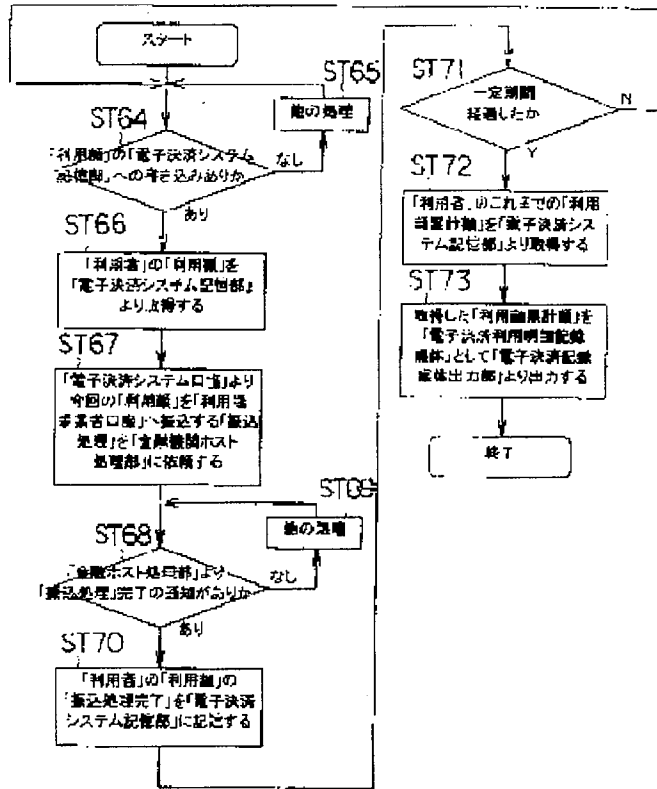 スタート
ST65
他の処理
ST64
「利用額」の「電子決済システム
記憶部」への書き込みありか
なし
あり
ST66
「利用者」の「利用額」を
「電子決済システム記憶部」
より取得する
ST67
「電子決済システム口座」より
今回の「利用額」を「利用
事業者口座」へ振込する「振込
処理」を「金融機関ホスト
処理部」に依頼する
ST69
他の処理
ST68
「金融ホスト処理部」より
「振込処理」完了の通知がありか
なし
あり
ST70
「利用者」の「利用額」の
「振込処理完了」を「電子決済
システム記憶部」に記憶する
ST71
一定期間
経過したか
N
Y
ST72
「利用者」のこれまでの「利用
額累計額」を「電子決済シス
テム記憶部」より取得する
ST73
取得した「利用額累計額」を
「電子決済利用明細記録
媒体」として「電子決済記録
媒体出力部」より出力する
終了